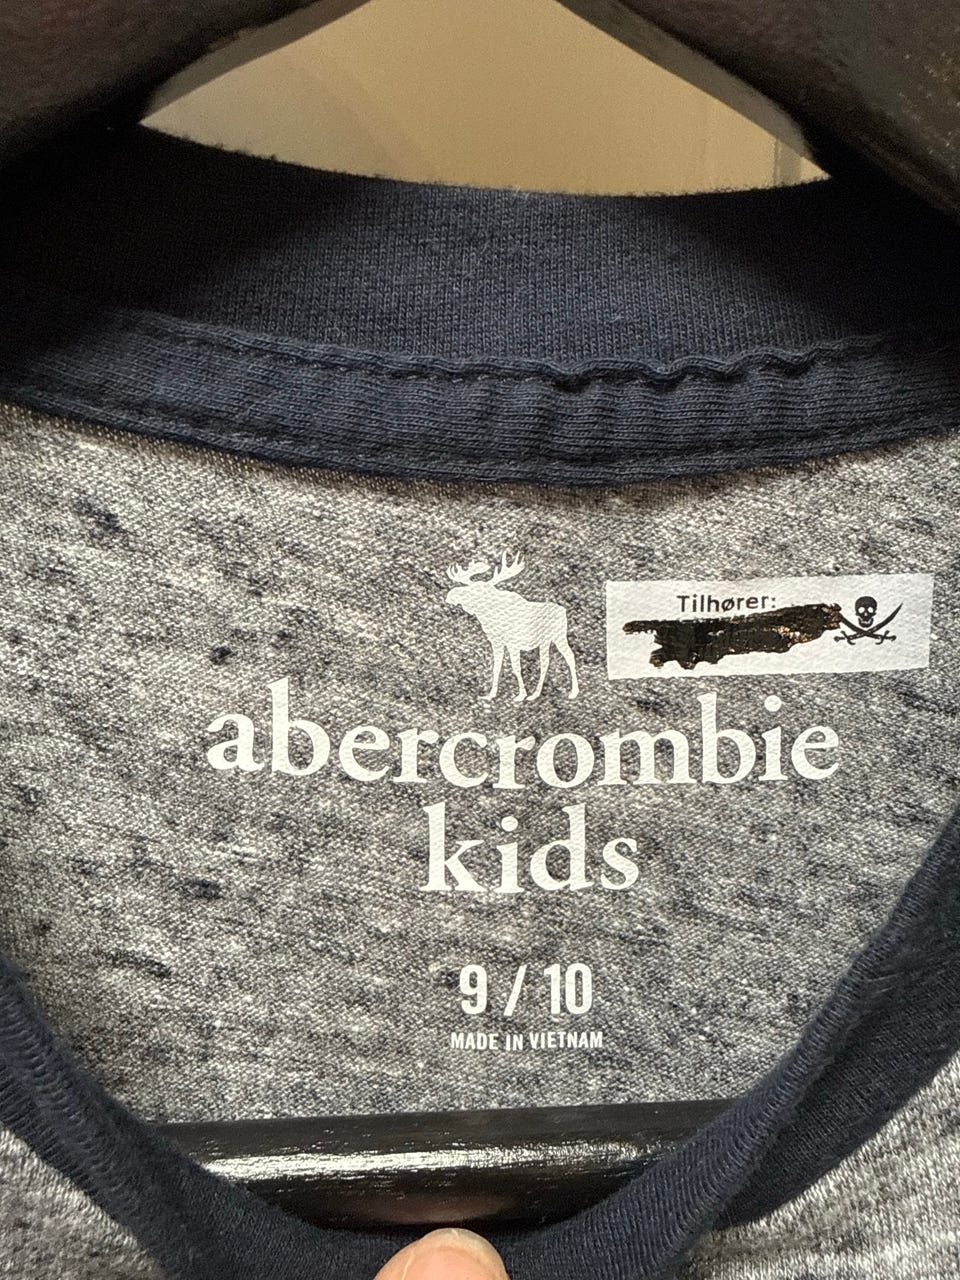 Tilhører:
abercrombie
kids
9 / 10
MADE IN VIETNAM